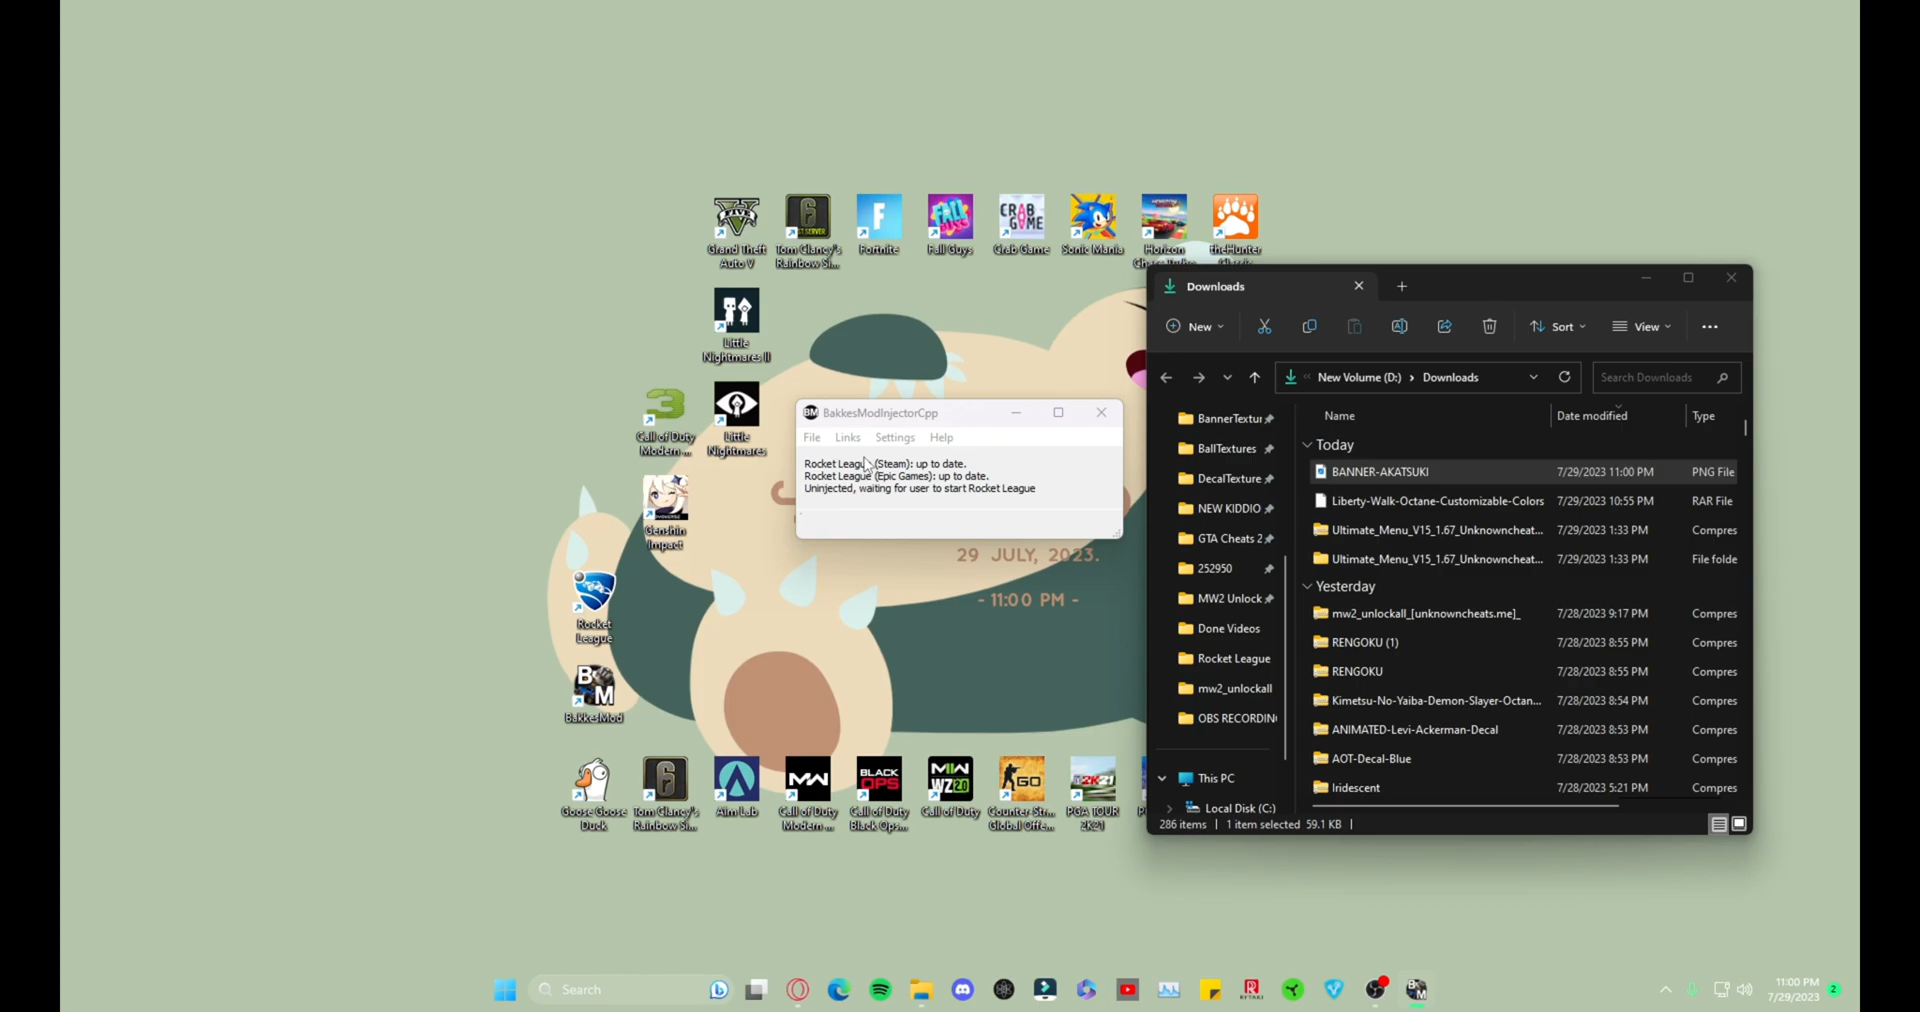 Grand Theft
Auto V
Tom Clancy's
Rainbow Si...
Fortnite
Fall Guys
Crab Game
Sonic Mania
Horizon
theHunter
Classic
Little
Nightmares II
Call of Duty
Modern ...
Little
Nightmares
Genshin
Impact
Rocket
League
BakkesMod
Goose Goose
Duck
Tom Clancy's
Rainbow Si...
Aim Lab
Call of Duty
Modern ...
Call of Duty
Black Ops...
Call of Duty
Counter-Str...
Global Offe...
PGA TOUR
2K21
29 JULY, 2023.
- 11:00 PM -
BM BakkesModInjectorCpp
File Links Settings Help
Rocket League (Steam): up to date.
Rocket League (Epic Games): up to date.
Uninjected, waiting for user to start Rocket League
Downloads
New Sort View
New Volume (D:) > Downloads Search Downloads
BannerTextur
BallTextures
DecalTexture
NEW KIDDIO
GTA Cheats 2
252950
MW2 Unlock
Done Videos
Rocket League
mw2_unlockall
OBS RECORDIN
This PC
Local Disk (C:)
Name Date modified Type
Today
BANNER-AKATSUKI 7/29/2023 11:00 PM PNG File
Liberty-Walk-Octane-Customizable-Colors 7/29/2023 10:55 PM RAR File
Ultimate_Menu_V15_1.67_Unknowncheat... 7/29/2023 1:33 PM Compres
Ultimate_Menu_V15_1.67_Unknowncheat... 7/29/2023 1:33 PM File folde
Yesterday
mw2_unlockall_[unknowncheats.me]_ 7/28/2023 9:17 PM Compres
RENGOKU (1) 7/28/2023 8:55 PM Compres
RENGOKU 7/28/2023 8:55 PM Compres
Kimetsu-No-Yaiba-Demon-Slayer-Octan... 7/28/2023 8:54 PM Compres
ANIMATED-Levi-Ackerman-Decal 7/28/2023 8:53 PM Compres
AOT-Decal-Blue 7/28/2023 8:53 PM Compres
Iridescent 7/28/2023 5:21 PM Compres
286 items | 1 item selected 59.1 KB |
Search
11:00 PM
7/29/2023
2